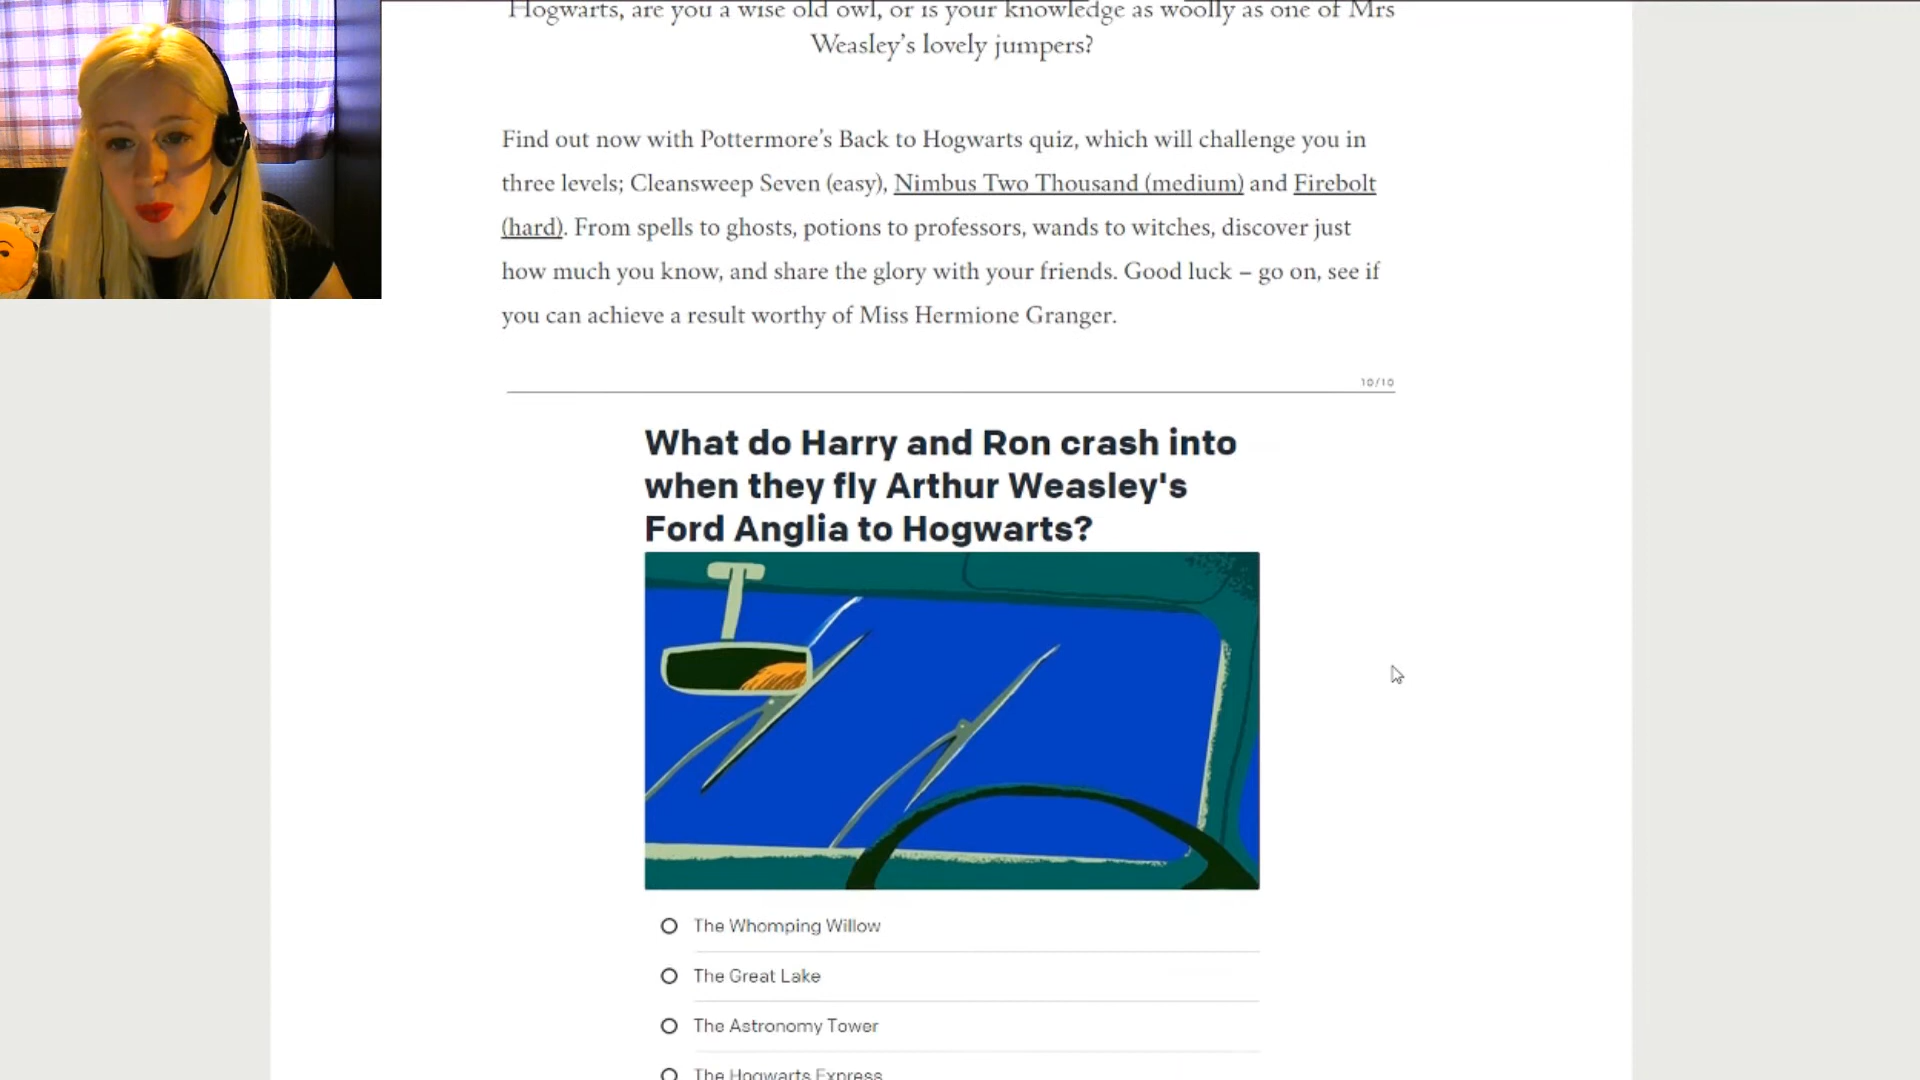 Hogwarts, are you a wise old owl, or is your knowledge as woolly as one of Mrs
Weasley's lovely jumpers?
Find out now with Pottermore's Back to Hogwarts quiz, which will challenge you in
three levels; Cleansweep Seven (easy), Nimbus Two Thousand (medium) and Firebolt
(hard). From spells to ghosts, potions to professors, wands to witches, discover just
how much you know, and share the glory with your friends. Good luck – go on, see if
you can achieve a result worthy of Miss Hermione Granger.
10/10
What do Harry and Ron crash into
when they fly Arthur Weasley's
Ford Anglia to Hogwarts?
The Whomping Willow
The Great Lake
The Astronomy Tower
The Hogwarts Express